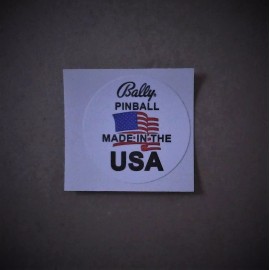 Bally
PINBALL
MADE IN THE
USA